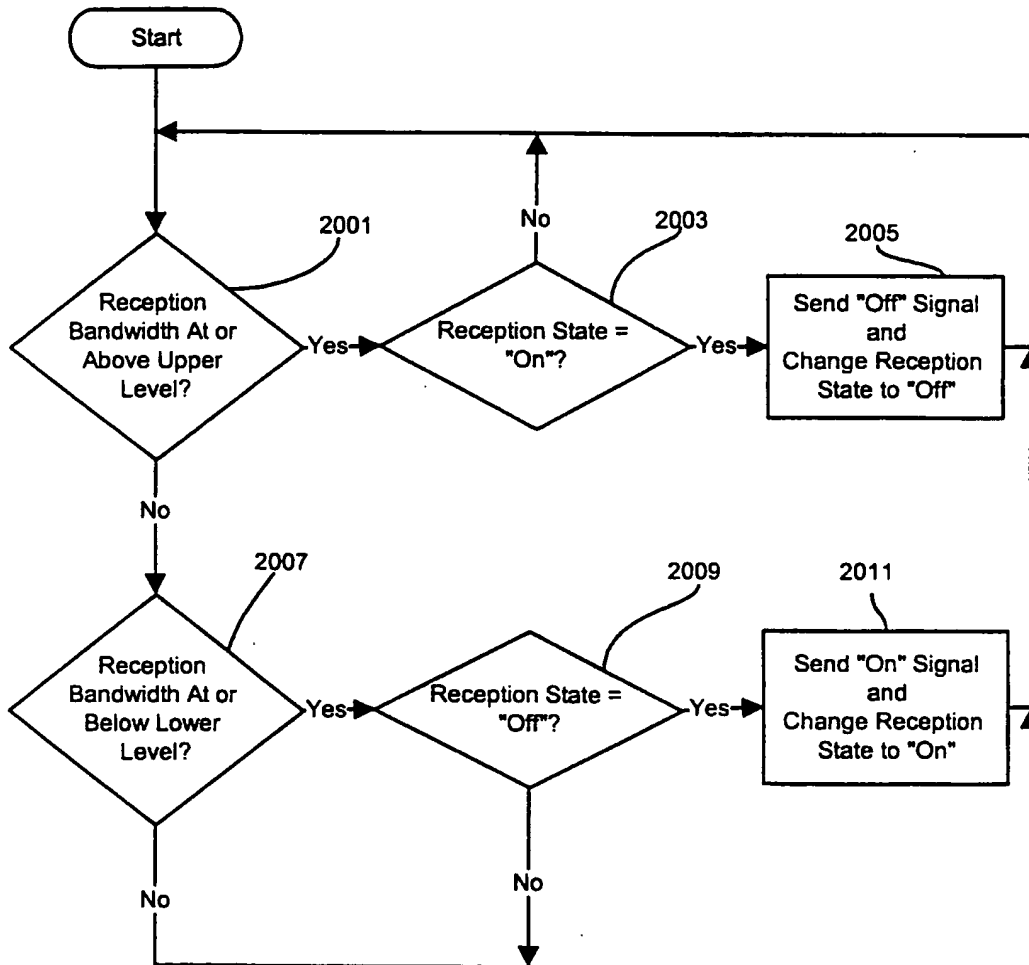 Start
No
2001
2003
2005
Reception
Bandwidth At or
Above Upper
Level?
Yes
Reception State =
"On"?
Yes
Send "Off" Signal
and
Change Reception
State to "Off"
No
2007
2009
2011
Reception
Bandwidth At or
Below Lower
Level?
Yes
Reception State =
"Off"?
Yes
Send "On" Signal
and
Change Reception
State to "On"
No
No